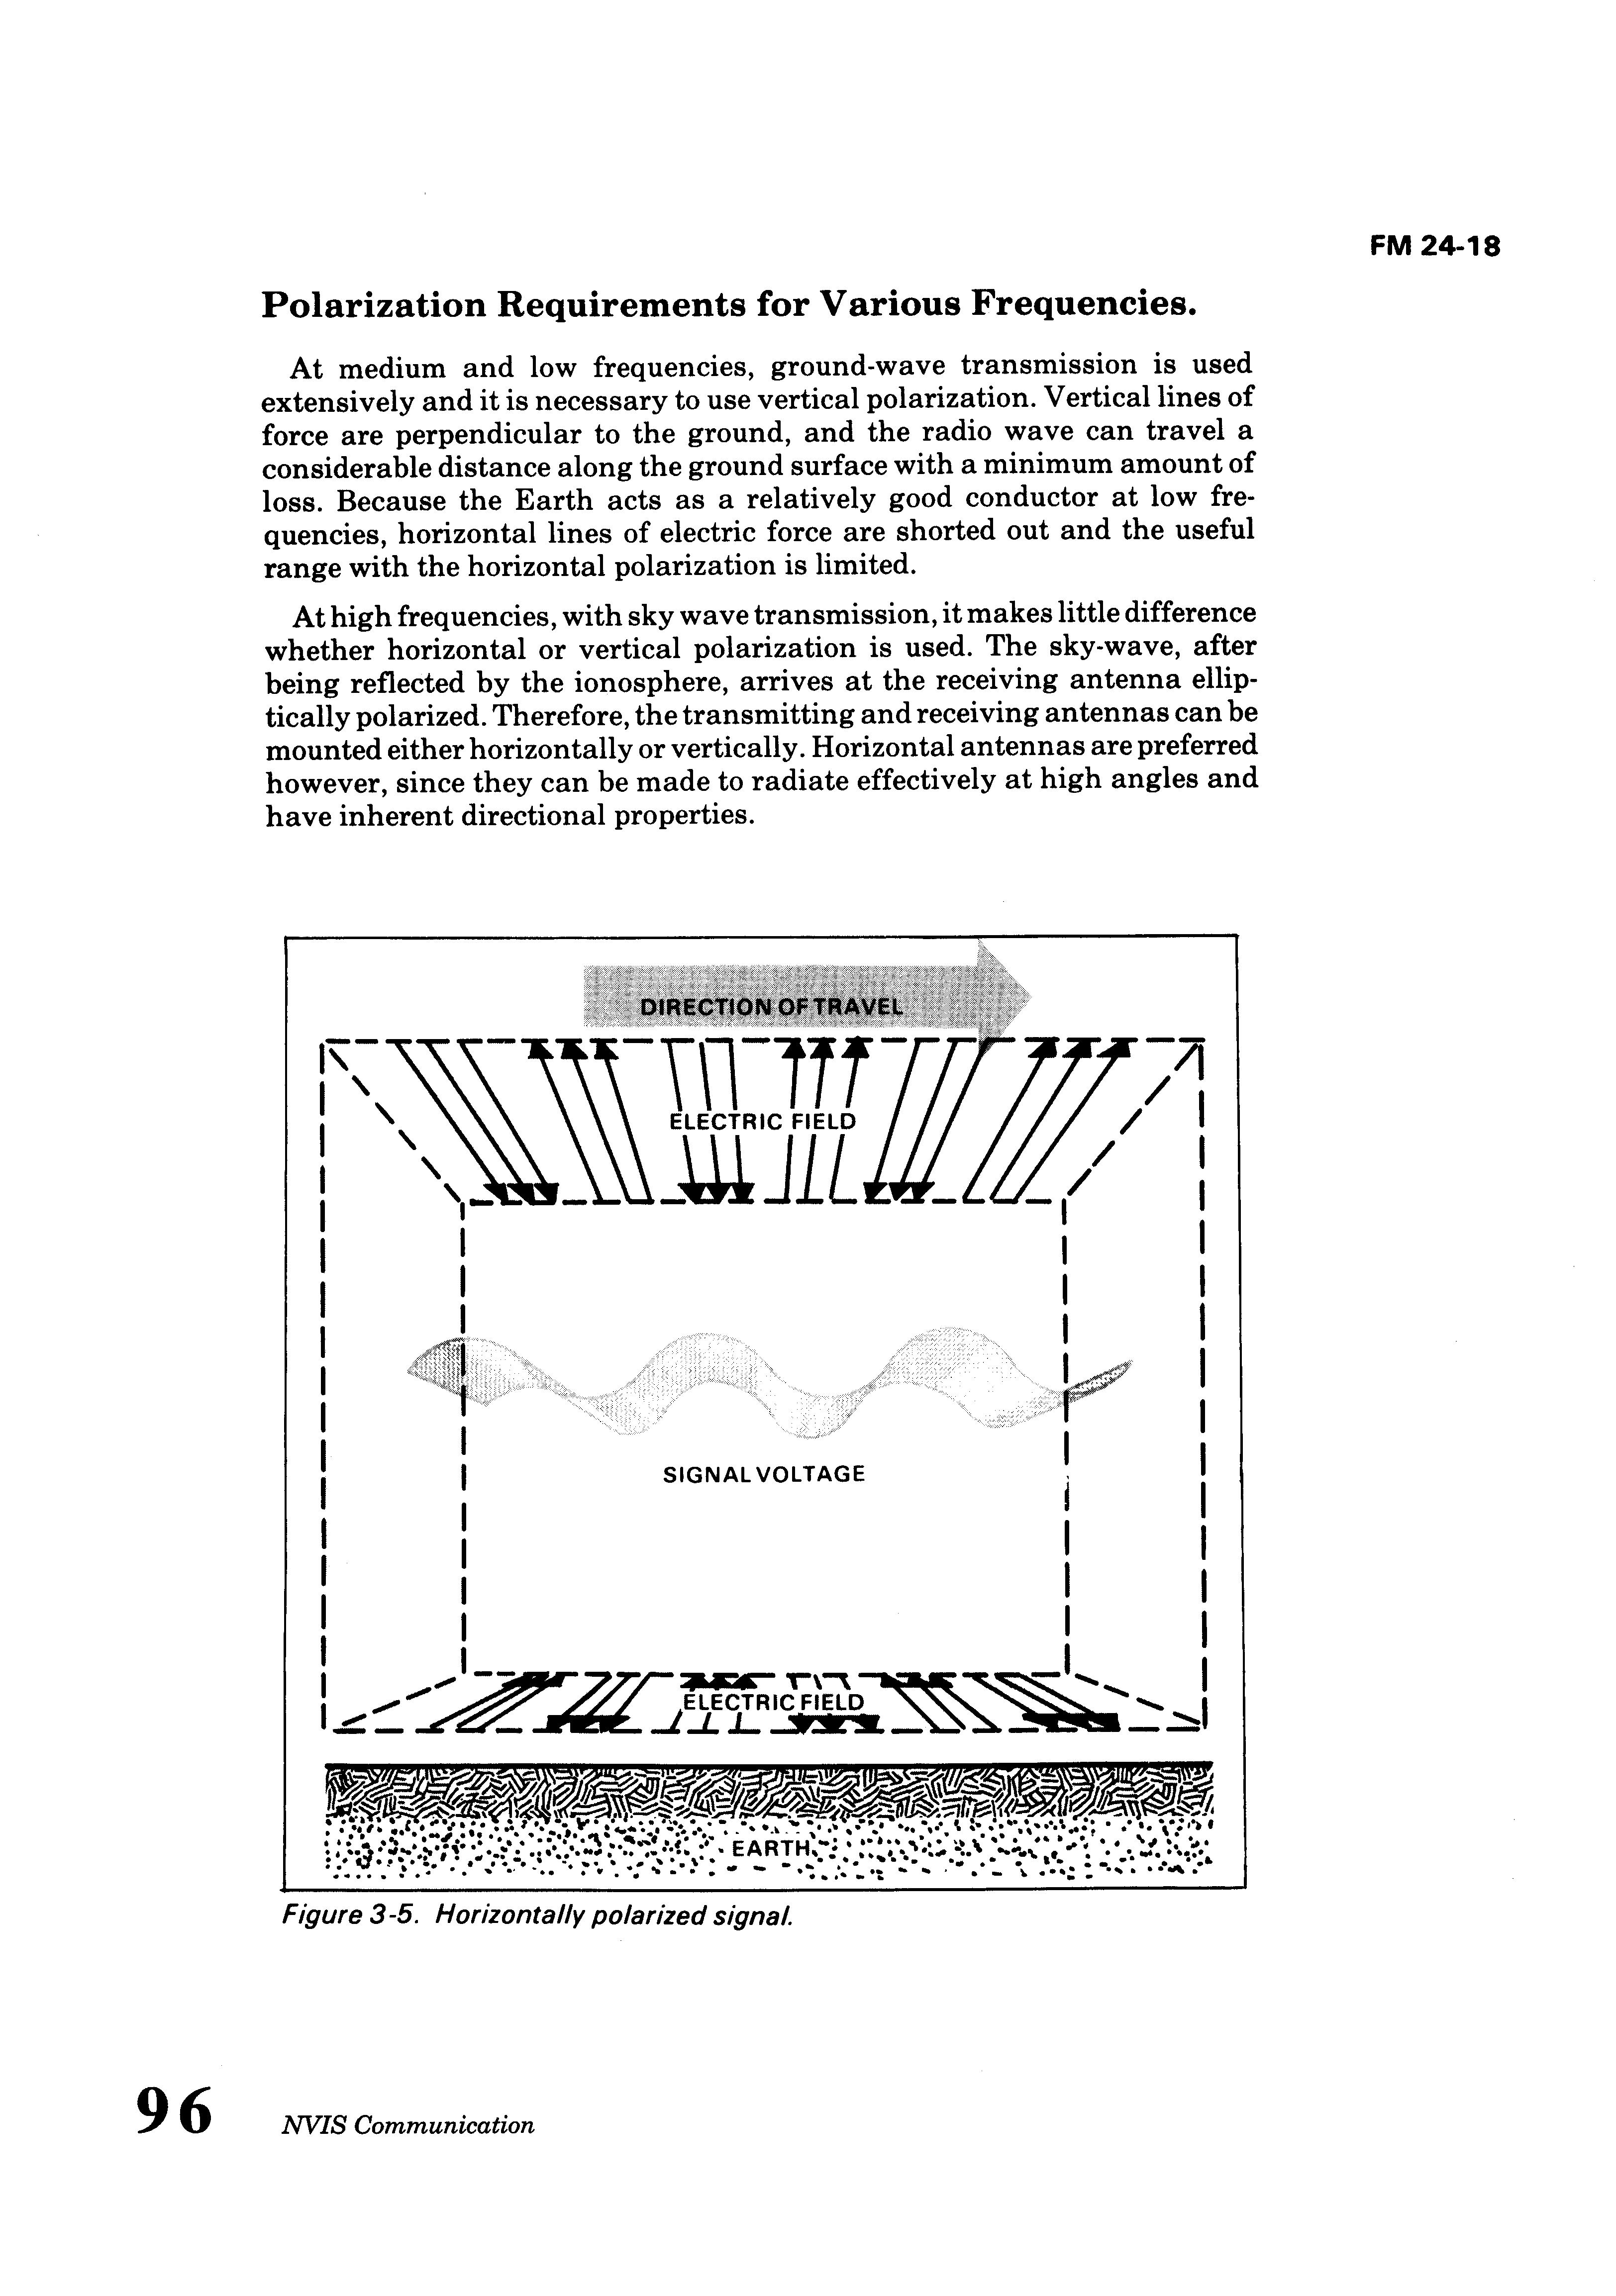 FM 24-18
Polarization Requirements for Various Frequencies.
At medium and low frequencies, ground-wave transmission is used
extensively and it is necessary to use vertical polarization. Vertical lines of
force are perpendicular to the ground, and the radio wave can travel a
considerable distance along the ground surface with a minimum amount of
loss. Because the Earth acts as a relatively good conductor at low fre-
quencies, horizontal lines of electric force are shorted out and the useful
range with the horizontal polarization is limited.
At high frequencies, with sky wave transmission, it makes little difference
whether horizontal or vertical polarization is used. The sky-wave, after
being reflected by the ionosphere, arrives at the receiving antenna ellip-
tically polarized. Therefore, the transmitting and receiving antennas can be
mounted either horizontally or vertically. Horizontal antennas are preferred
however, since they can be made to radiate effectively at high angles and
have inherent directional properties.
DIRECTION OF TRAVEL
ELECTRIC FIELD
SIGNAL VOLTAGE
ELECTRIC FIELD
EARTH
Figure 3-5. Horizontally polarized signal.
96 NVIS Communication